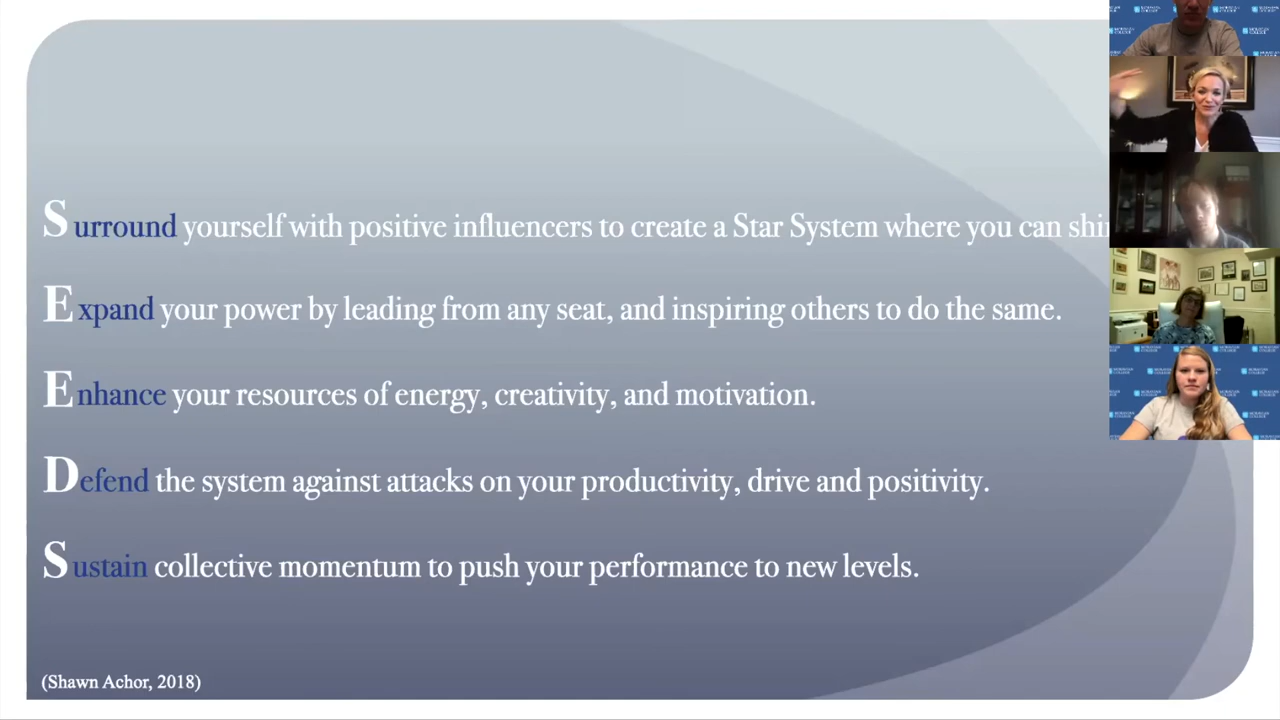 Surround yourself with positive influencers to create a Star System where you can
Expand your power by leading from any seat, and inspiring others to do the same.
Enhance your resources of energy, creativity, and motivation.
Defend the system against attacks on your productivity, drive and positivity.
Sustain collective momentum to push your performance to new levels.
(Shawn Achor, 2018)